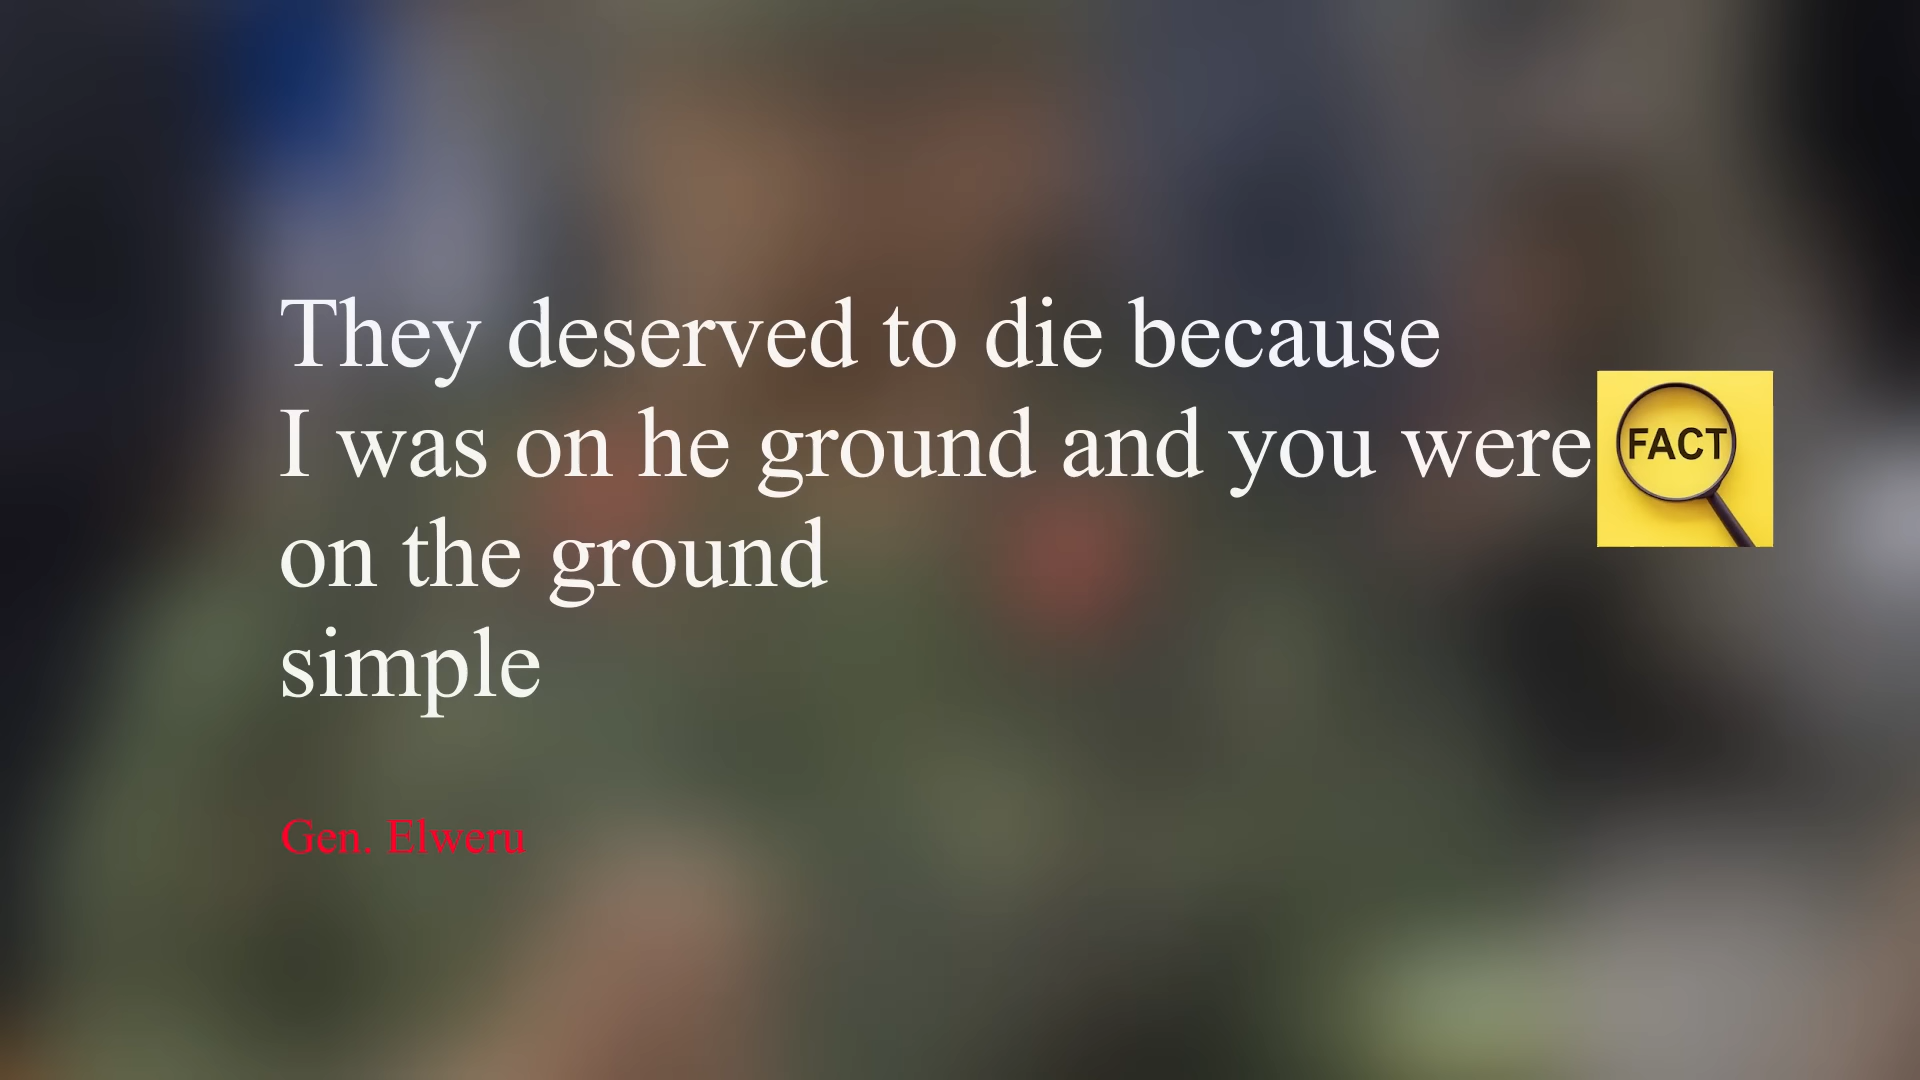 They deserved to die because
I was on he ground and you were
FACT
on the ground
simple
Gen. Elweru